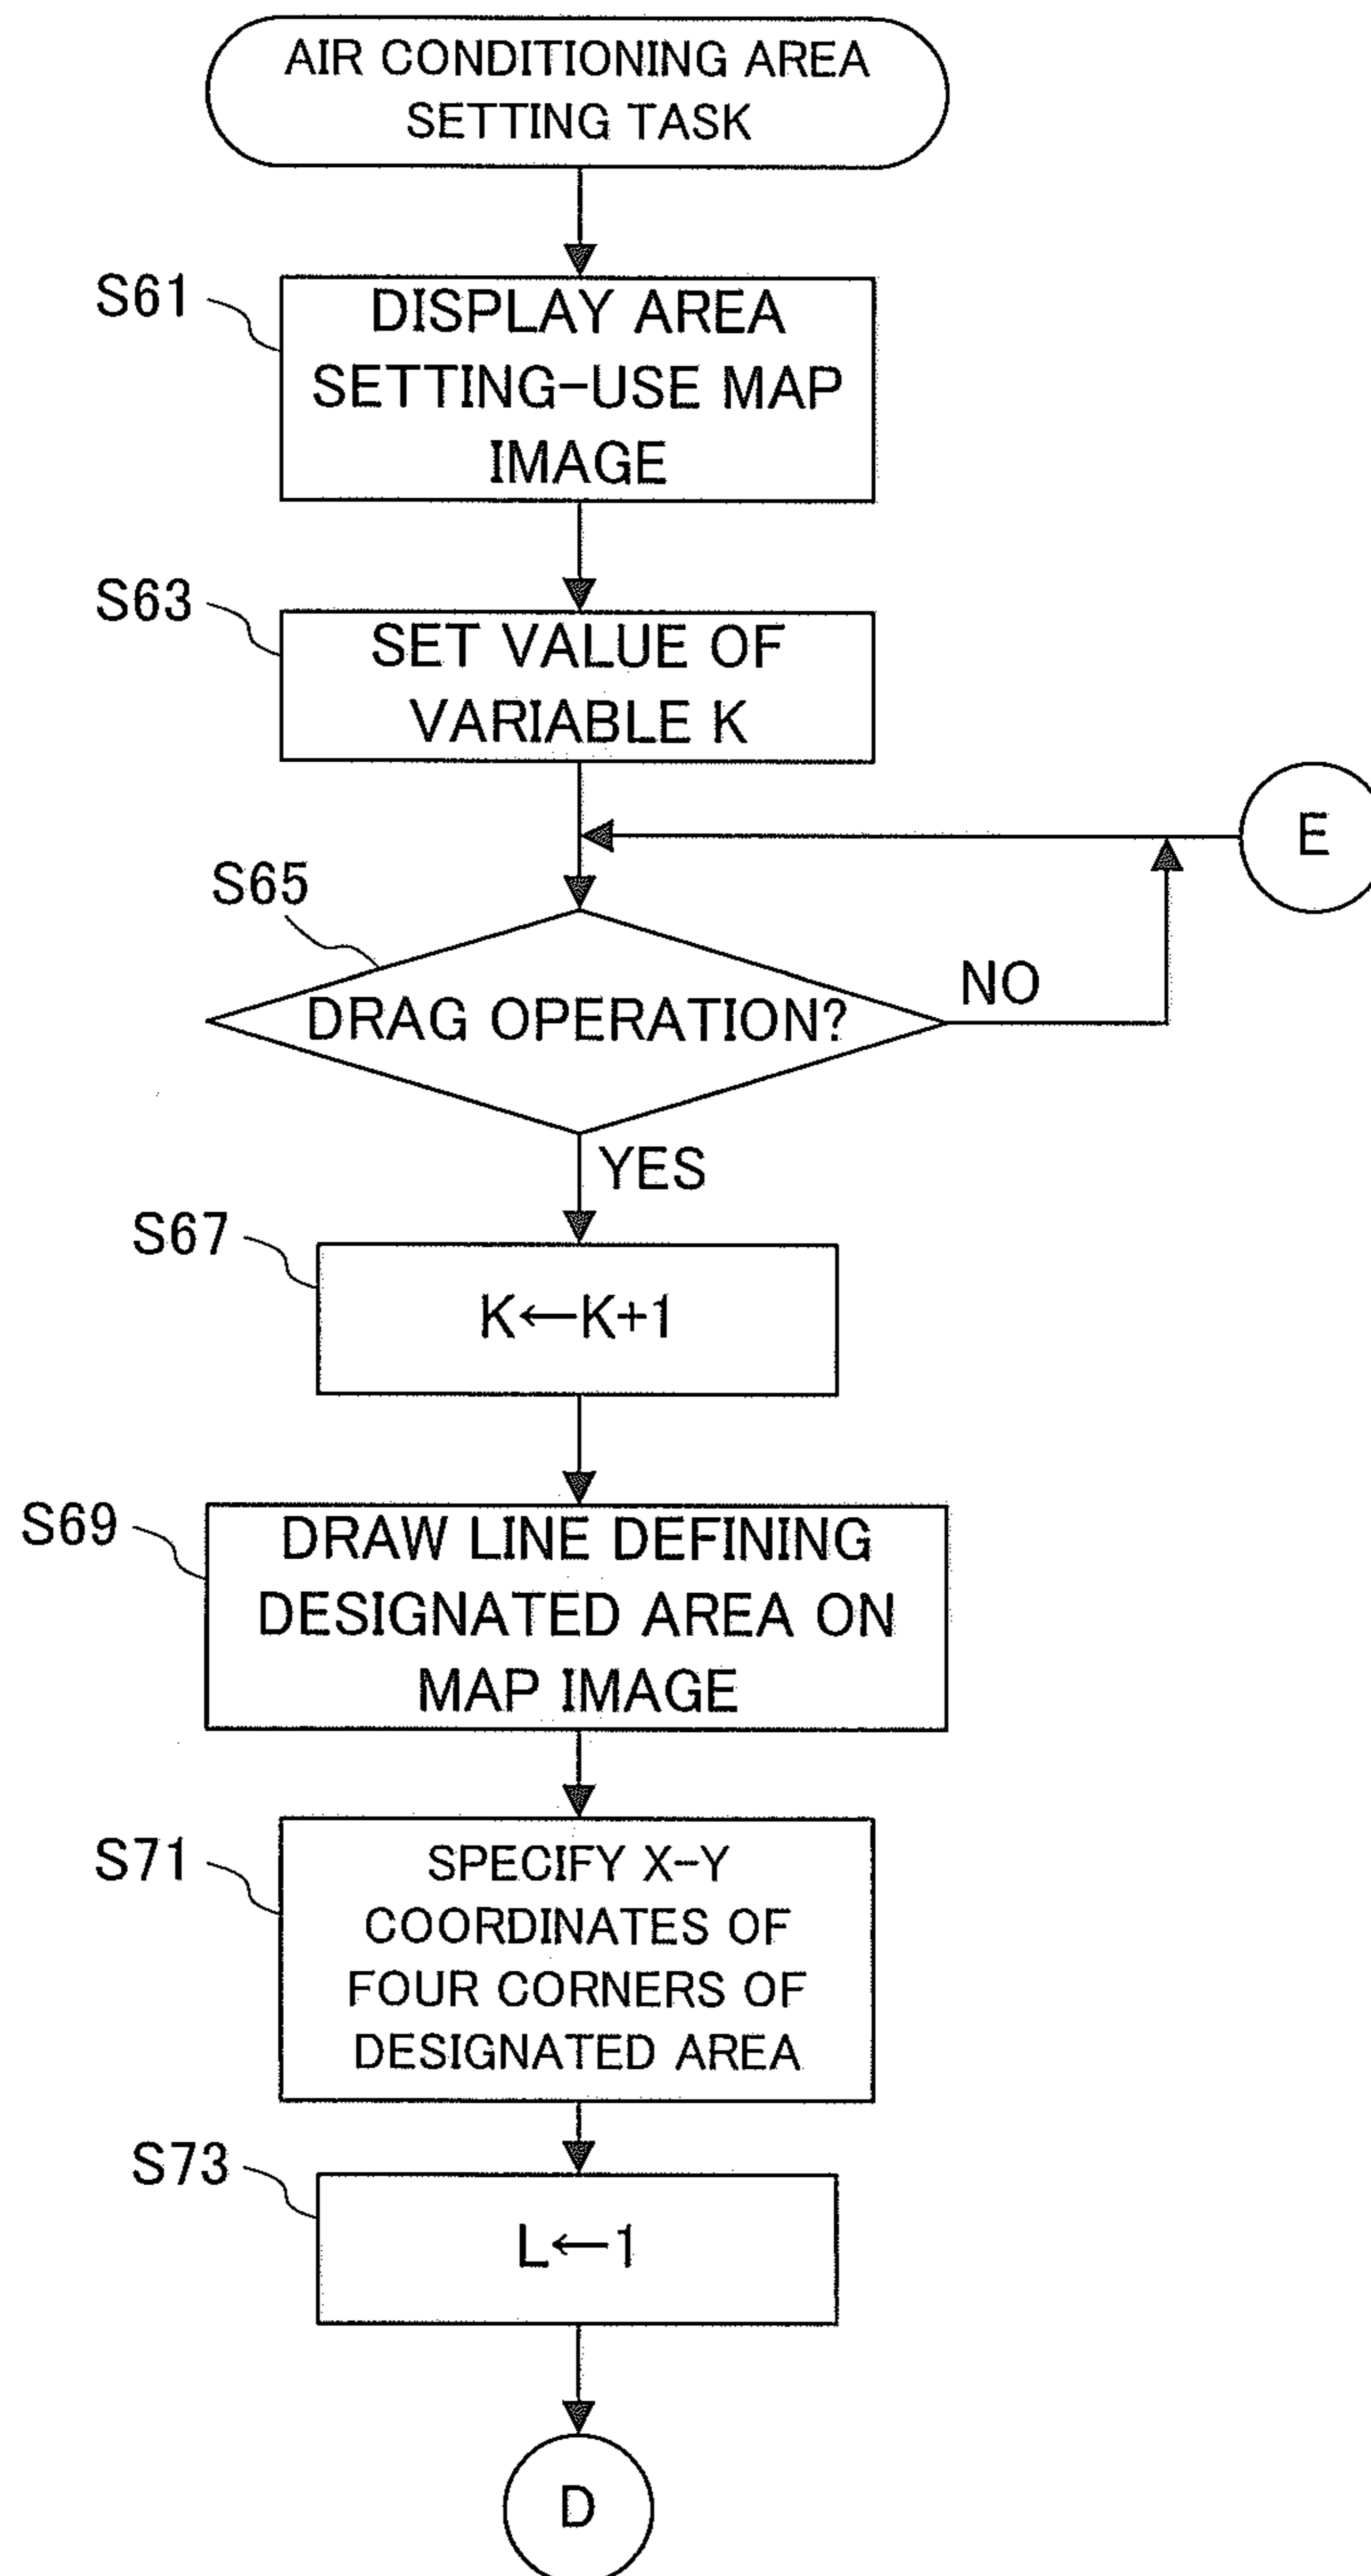 AIR CONDITIONING AREA
SETTING TASK
S61
DISPLAY AREA
SETTING-USE MAP
IMAGE
S63
SET VALUE OF
VARIABLE K
E
S65
DRAG OPERATION?
NO
YES
S67
K←K+1
S69
DRAW LINE DEFINING
DESIGNATED AREA ON
MAP IMAGE
S71
SPECIFY X-Y
COORDINATES OF
FOUR CORNERS OF
DESIGNATED AREA
S73
L←1
D